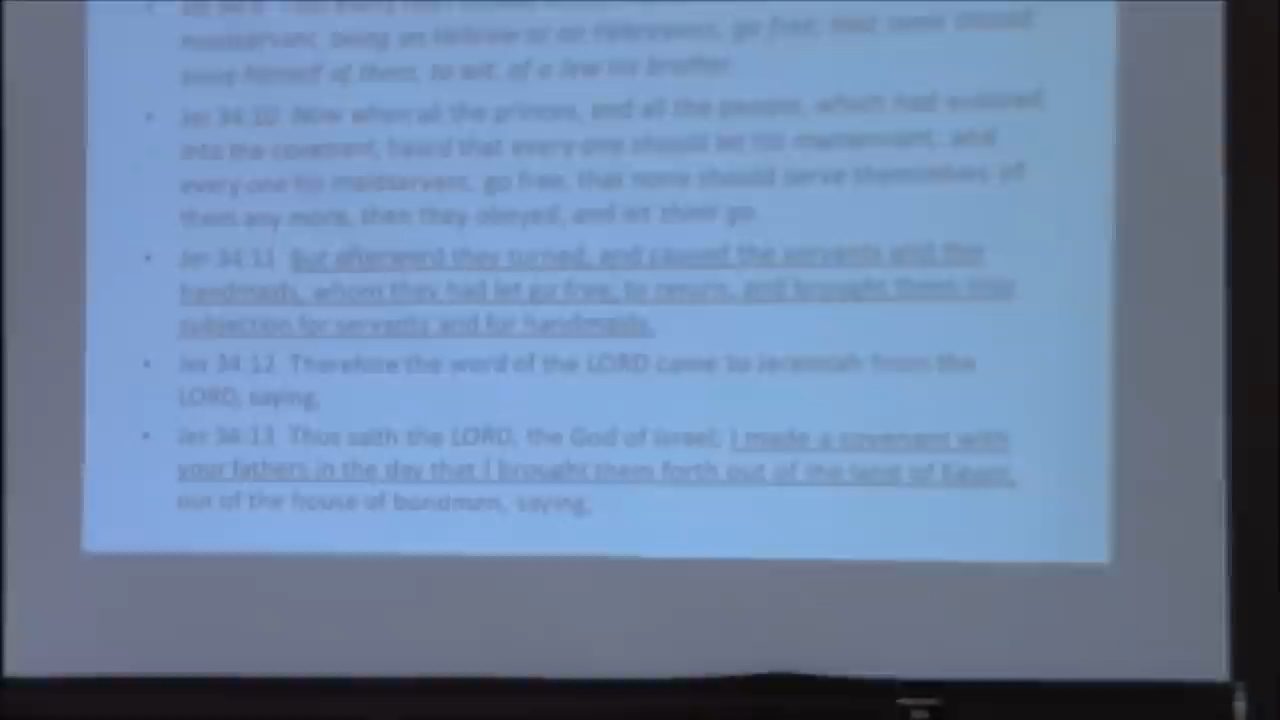 maidservant, being an Hebrew or an Hebrewess, go free; that none should
serve himself of them, to wit, of a Jew his brother.
• Jer 34:10 Now when all the princes, and all the people, which had entered
into the covenant, heard that every one should let his manservant, and
every one his maidservant, go free, that none should serve themselves of
them any more, then they obeyed, and let them go.
• Jer 34:11 But afterward they turned, and caused the servants and the
handmaids, whom they had let go free, to return, and brought them into
subjection for servants and for handmaids.
• Jer 34:12 Therefore the word of the LORD came to Jeremiah from the
LORD, saying,
• Jer 34:13 Thus saith the LORD, the God of Israel; I made a covenant with
your fathers in the day that I brought them forth out of the land of Egypt,
out of the house of bondmen, saying,